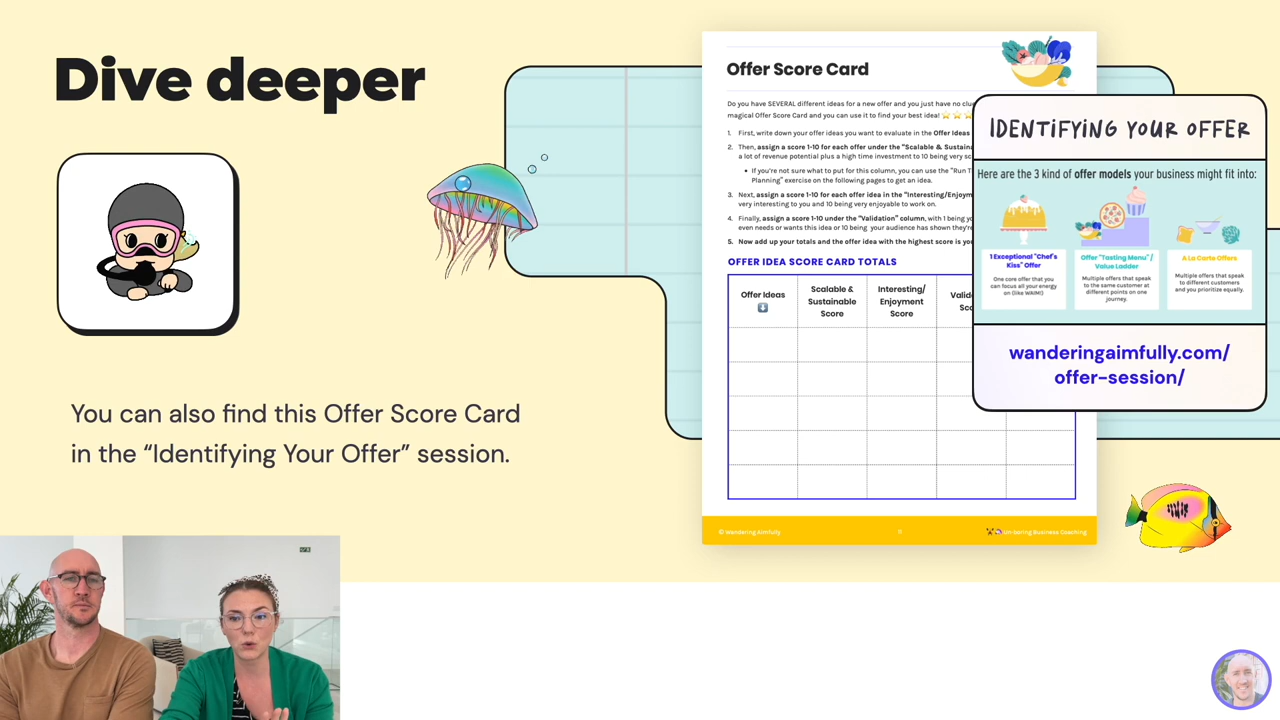 Dive deeper
You can also find this Offer Score Card
in the “Identifying Your Offer” session.
Offer Score Card
Do you have SEVERAL different ideas for a new offer and you just have no
magical Offer Score Card and you can use it to find your best idea! ⭐⭐⭐
1. First, write down your offer ideas you want to evaluate in the Offer Ideas
2. Then, assign a score 1-10 for each offer under the "Scalable &
a lot of revenue potential plus a high time investment to 10 being very
• If you're not sure what to put for this column, you can use the "Run
Planning" exercise on the following pages to get an idea.
3. Next, assign a score 1-10 for each offer idea in the
very interesting to you and 10 being very enjoyable to work on.
4. Finally, assign a score 1-10 under the "Validation" column, with 1 being
even needs or wants this idea or 10 being your audience has shown
5. Now add up your totals and the offer idea with the highest score is
OFFER IDEA SCORE CARD TOTALS
Offer Ideas ⬇️
Scalable &
Sustainable
Score
Interesting/
Enjoyment
Score
© Wandering Aimfully
11
Un-boring Business Coaching
IDENTIFYING YOUR OFFER
Here are the 3 kind of offer models your business might fit into:
1 Exceptional "Chef's
Kiss" Offer
One core offer that you
can focus all your energy
on (like WAIM!)
Offer "Tasting Menu" /
Value Ladder
Multiple offers that speak
to the same customer at
different points on one
journey.
A La Carte Offers
Multiple offers that speak
to different customers
and you prioritize equally.
wanderingaimfully.com/
offer-session/